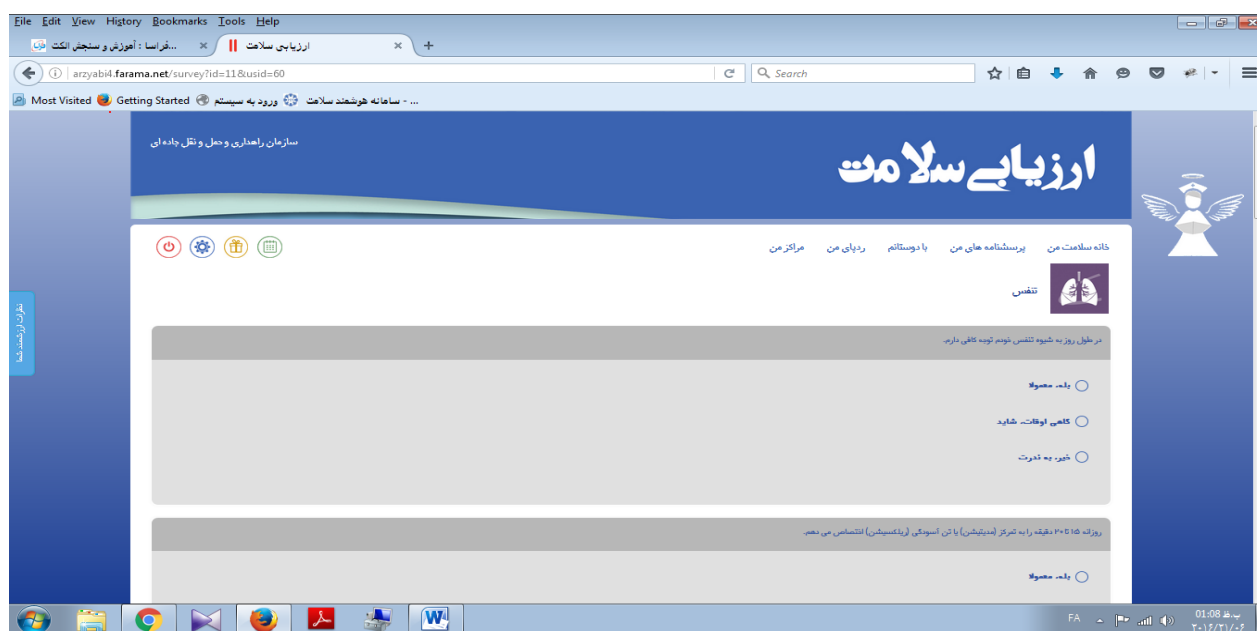 File Edit View History Bookmarks Tools Help
فراسا : آموزش و سنجش الکت...
ارزیابی سلامت
arzyabi4.farama.net/survey?id=11&usid=60
Search
Most Visited Getting Started ورود به سیستم سامانه هوشمند سلامت - ...
سازمان راهداری و حمل و نقل جاده ای
ارزیابی سلامت
خانه سلامت من پرسشنامه های من با دوستانم ردپای من مراکز من
تنفس
نظرات ارزشمند شما
در طول روز به شیوه تنفس خودم توجه کافی دارم.
بله، معمولا
گاهی اوقات، شاید
خیر، به ندرت
روزانه ۱۵ تا ۲۰ دقیقه را به تمرکز (مدیتیشن) یا تن آسودگی (ریلکسیشن) اختصاص می دهم.
بله، معمولا
FA
01:08 ب.ظ